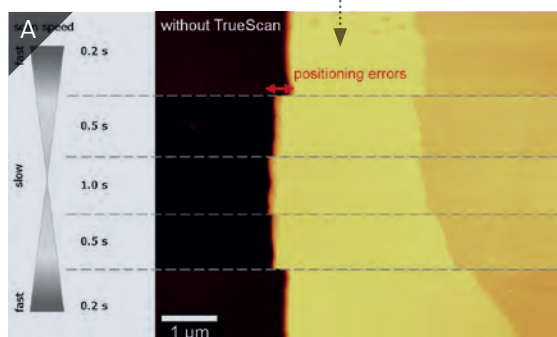 A
scan speed
without TrueScan
fast
0.2 s
positioning errors
0.5 s
slow
1.0 s
0.5 s
fast
0.2 s
1 µm